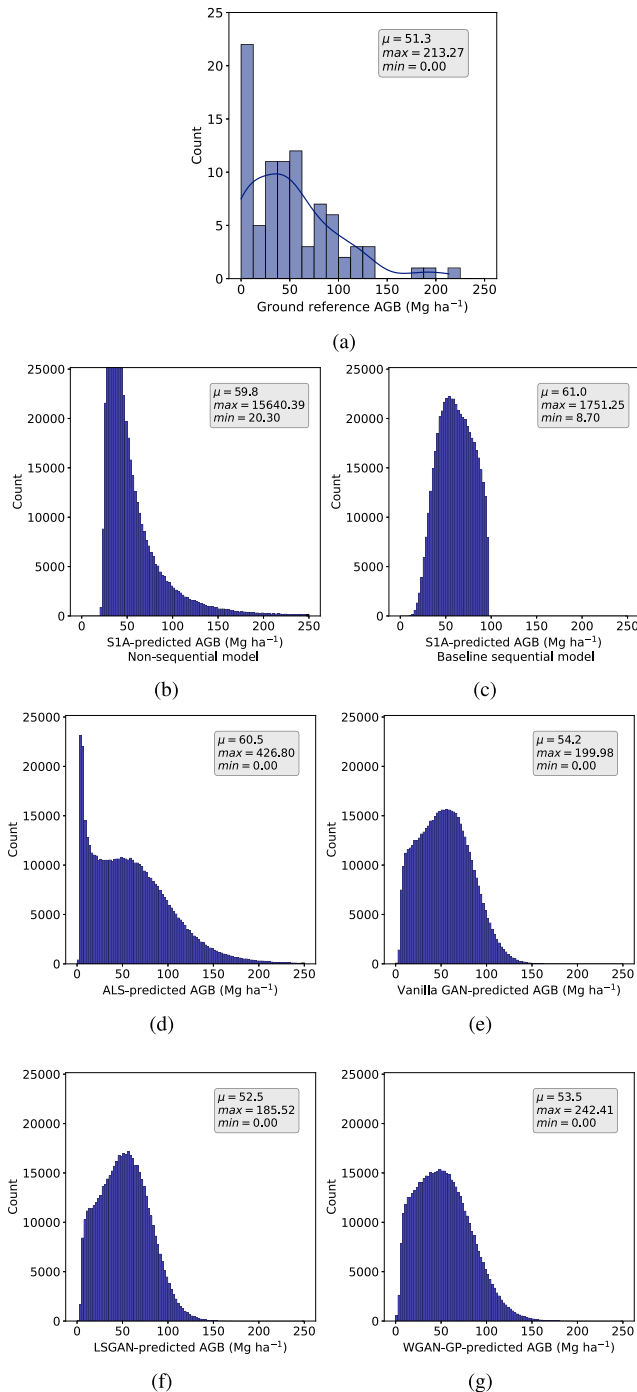 25
20
15
10
5
0
Count
μ = 51.3
max = 213.27
min = 0.00
0 50 100 150 200 250
Ground reference AGB (Mg ha⁻¹)
(a)
25000
20000
15000
10000
5000
0
Count
μ = 59.8
max = 15640.39
min = 20.30
0 50 100 150 200 250
S1A-predicted AGB (Mg ha⁻¹)
Non-sequential model
(b)
25000
20000
15000
10000
5000
0
Count
μ = 61.0
max = 1751.25
min = 8.70
0 50 100 150 200 250
S1A-predicted AGB (Mg ha⁻¹)
Baseline sequential model
(c)
25000
20000
15000
10000
5000
0
Count
μ = 60.5
max = 426.80
min = 0.00
0 50 100 150 200 250
ALS-predicted AGB (Mg ha⁻¹)
(d)
25000
20000
15000
10000
5000
0
Count
μ = 54.2
max = 199.98
min = 0.00
0 50 100 150 200 250
Vanilla GAN-predicted AGB (Mg ha⁻¹)
(e)
25000
20000
15000
10000
5000
0
Count
μ = 52.5
max = 185.52
min = 0.00
0 50 100 150 200 250
LSGAN-predicted AGB (Mg ha⁻¹)
(f)
25000
20000
15000
10000
5000
0
Count
μ = 53.5
max = 242.41
min = 0.00
0 50 100 150 200 250
WGAN-GP-predicted AGB (Mg ha⁻¹)
(g)